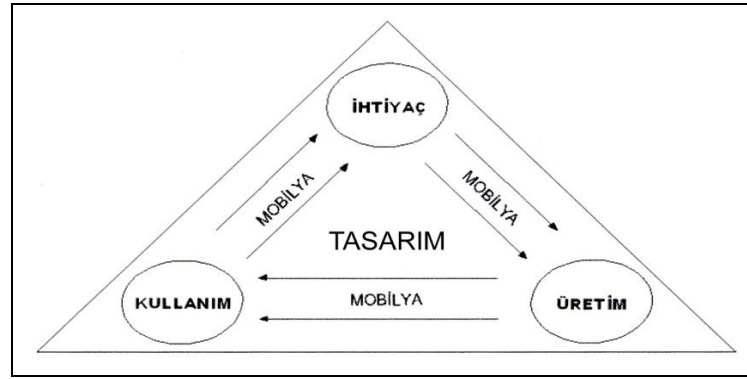 İHTİYAÇ
MOBİLYA
MOBİLYA
TASARIM
KULLANIM
MOBİLYA
ÜRETİM